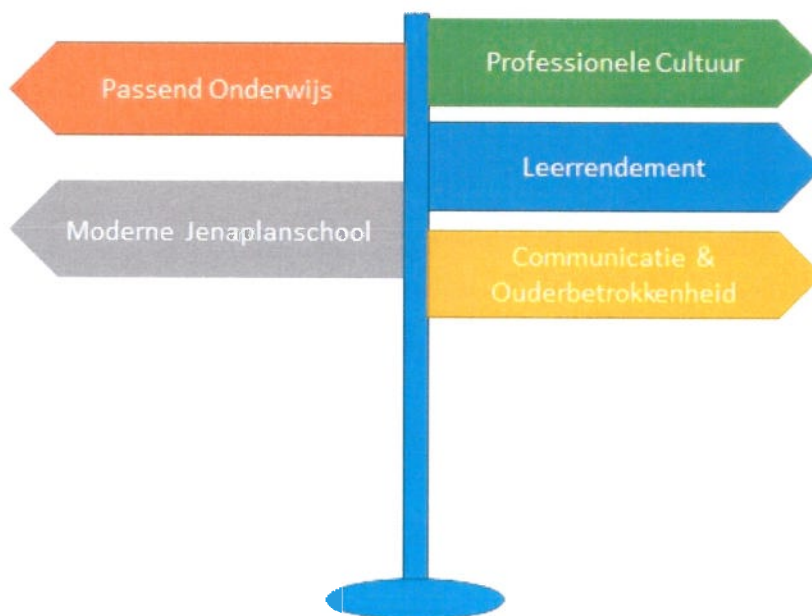 Passend Onderwijs
Moderne Jenaplanschool
Professionele Cultuur
Leerrendement
Communicatie &
Ouderbetrokkenheid